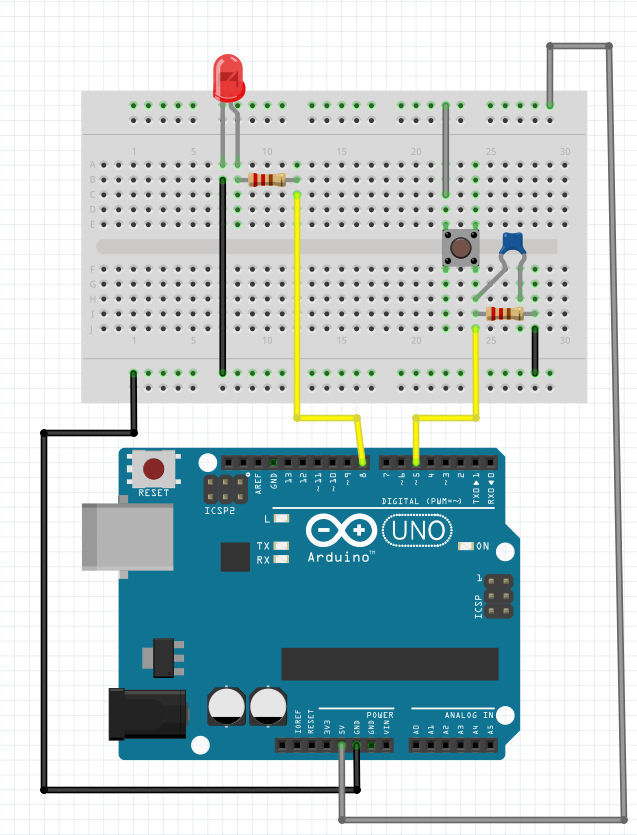 1 5 10 15 20 25 30
A
B
C
D
E
F
G
H
I
J
1 5 10 15 20 25 30
RESET
ICSP2
AREF
GND
13
12
~11
~10
~9
8
7
~6
~5
4
~3
2
TX0▶1
RX0◀0
DIGITAL (PWM=~)
L
TX
RX
UNO
ON
Arduino™
1
ICSP
POWER
ANALOG IN
IOREF
RESET
3V3
5V
GND
GND
VIN
A0
A1
A2
A3
A4
A5